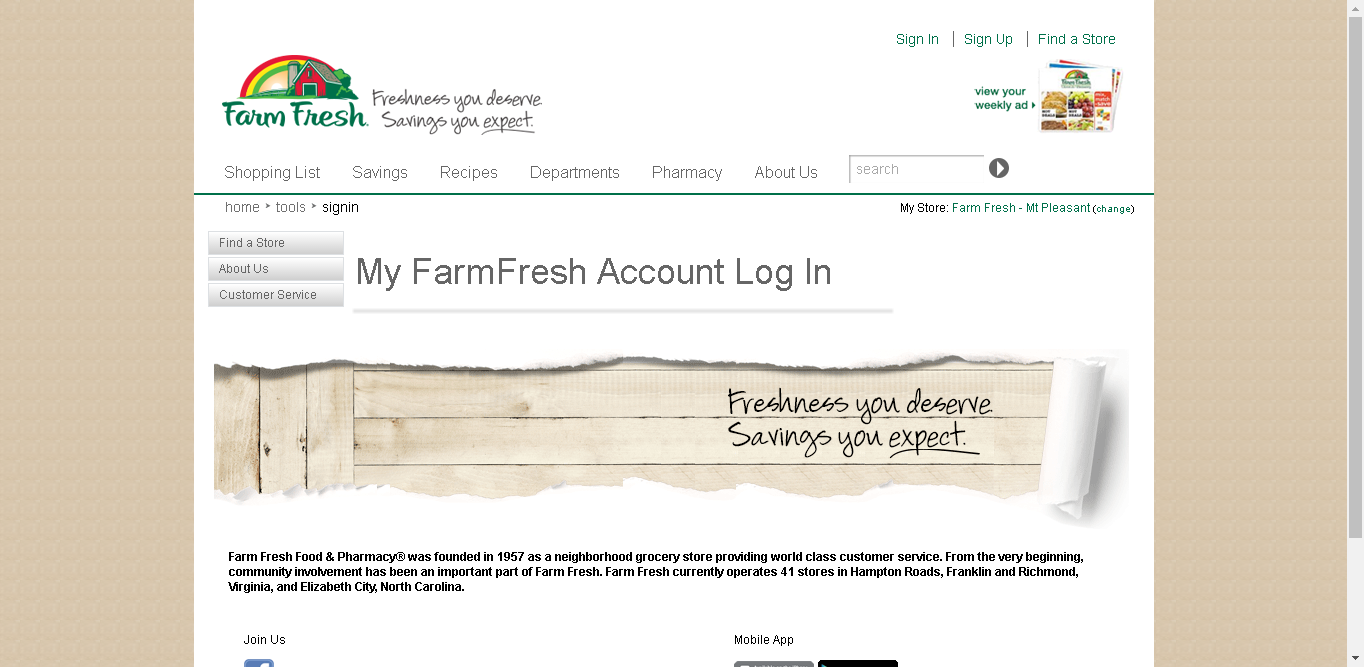 Sign In
Sign Up
Find a Store
Farm Fresh
Freshness you deserve.
Savings you expect.
view your
weekly ad
Shopping List
Savings
Recipes
Departments
Pharmacy
About Us
search
home
tools
signin
My Store: Farm Fresh - Mt Pleasant (change)
Find a Store
About Us
Customer Service
My FarmFresh Account Log In
Freshness you deserve.
Savings you expect.
Farm Fresh Food & Pharmacy® was founded in 1957 as a neighborhood grocery store providing world class customer service. From the very beginning,
community involvement has been an important part of Farm Fresh. Farm Fresh currently operates 41 stores in Hampton Roads, Franklin and Richmond,
Virginia, and Elizabeth City, North Carolina.
Join Us
Mobile App